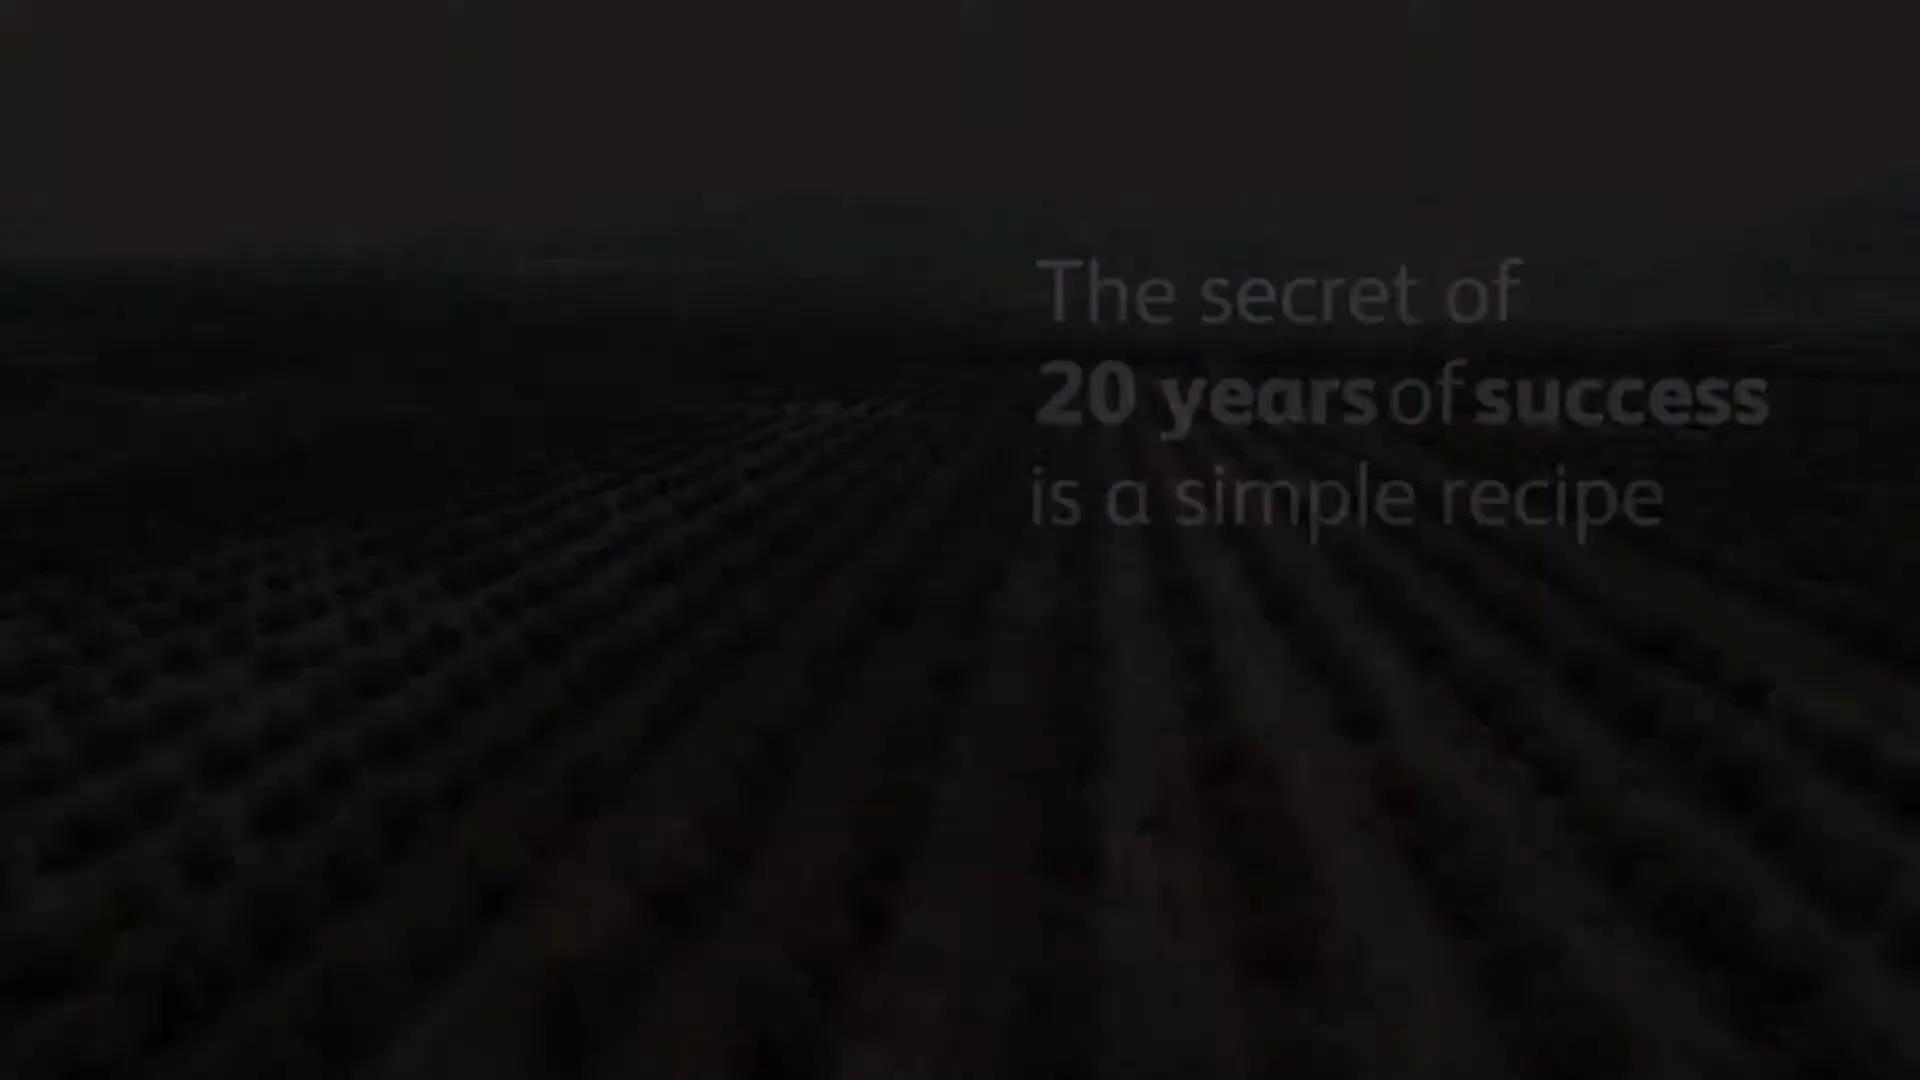 The secret of
20 years of success
is a simple recipe